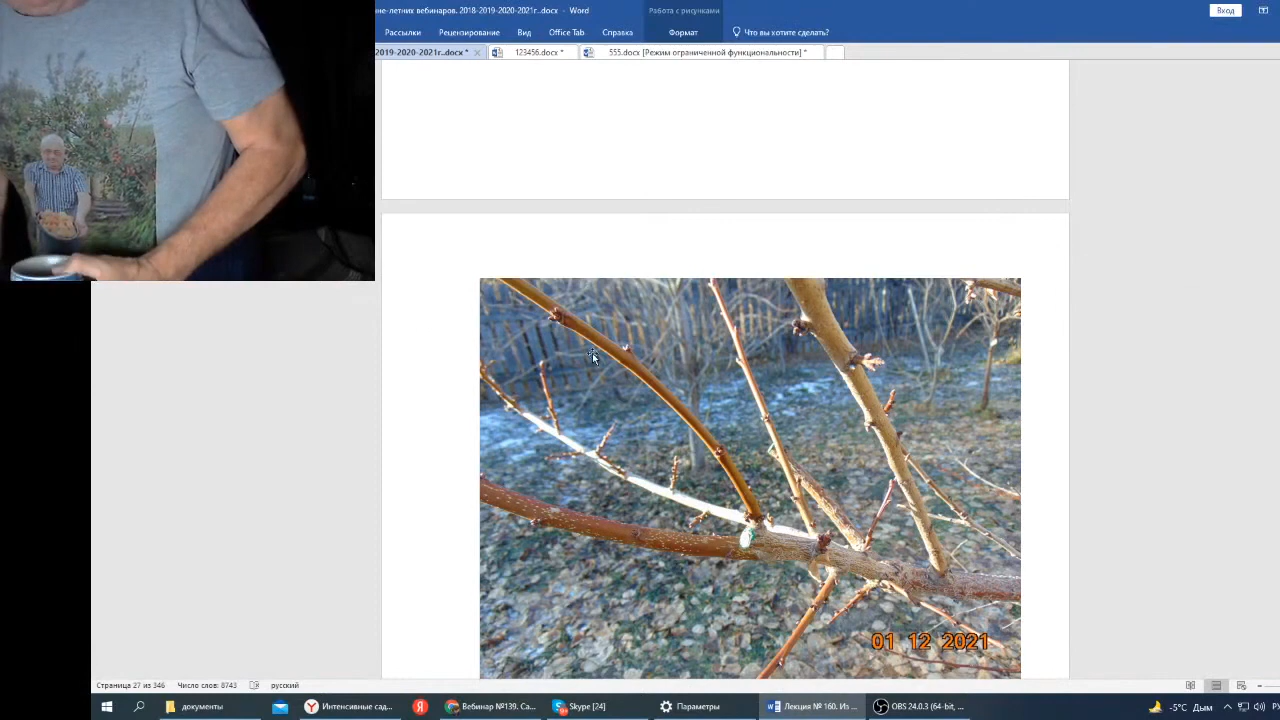 не-летних вебинаров. 2018-2019-2020-2021г..docx - Word
Работа с рисунками
Вход
Рассылки
Рецензирование
Вид
Office Tab
Справка
Формат
Что вы хотите сделать?
2019-2020-2021г..docx *
123456.docx *
555.docx [Режим ограниченной функциональности] *
01 12 2021
Страница 27 из 346
Число слов: 8743
русский
документы
Интенсивные сад...
Вебинар №139. Са...
Skype [24]
Параметры
Лекция № 160. Из ...
OBS 24.0.3 (64-bit, ...
-5°C Дым